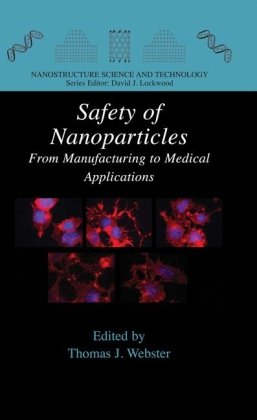 NANOSTRUCTURE SCIENCE AND TECHNOLOGY
Series Editor: David J. Lockwood
Safety of
Nanoparticles
From Manufacturing to Medical
Applications
Edited by
Thomas J. Webster